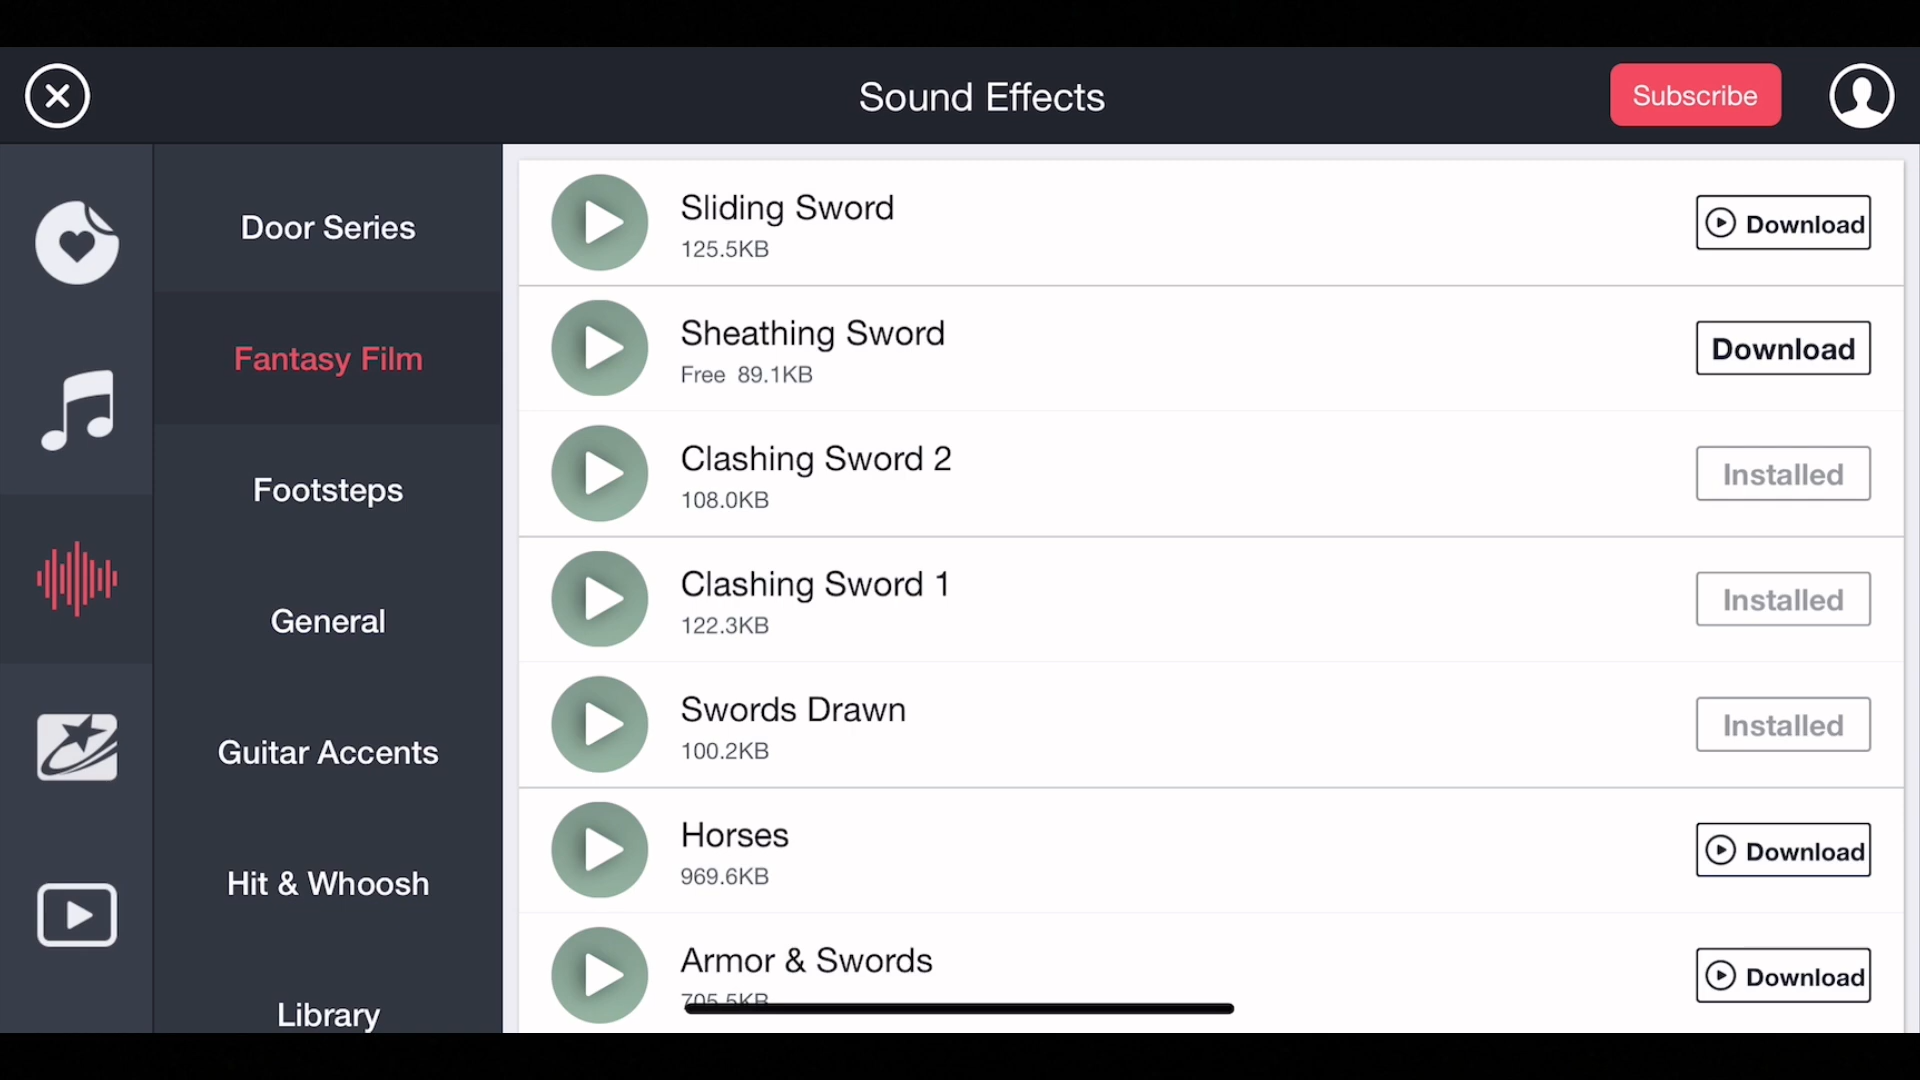 Sound Effects
Subscribe
Door Series
Fantasy Film
Footsteps
General
Guitar Accents
Hit & Whoosh
Library
Sliding Sword
125.5KB
Download
Sheathing Sword
Free 89.1KB
Download
Clashing Sword 2
108.0KB
Installed
Clashing Sword 1
122.3KB
Installed
Swords Drawn
100.2KB
Installed
Horses
969.6KB
Download
Armor & Swords
705.5KB
Download